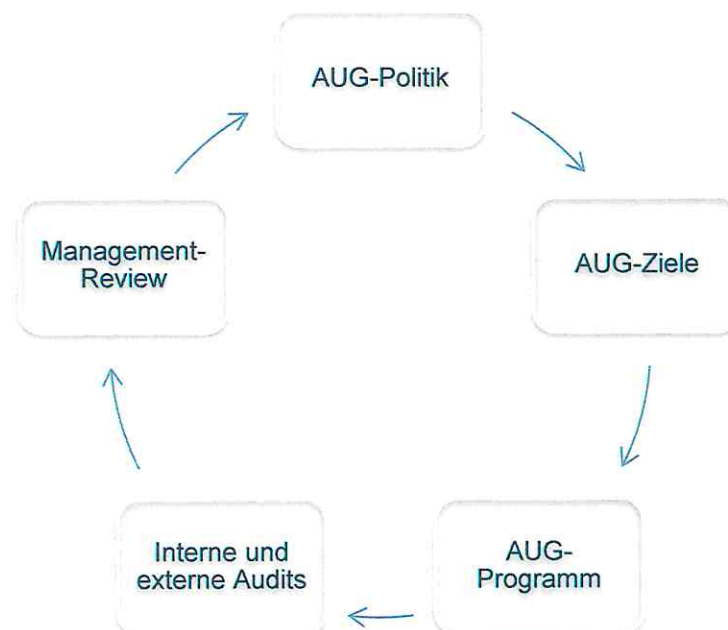 AUG-Politik
AUG-Ziele
AUG-
Programm
Interne und
externe Audits
Management-
Review